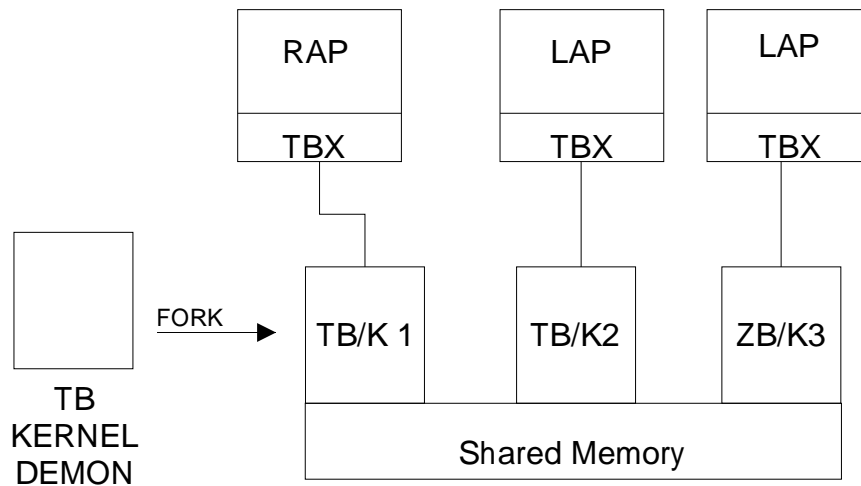 RAP
LAP
LAP
TBX
TBX
TBX
FORK
TB/K 1
TB/K2
ZB/K3
TB
KERNEL
DEMON
Shared Memory